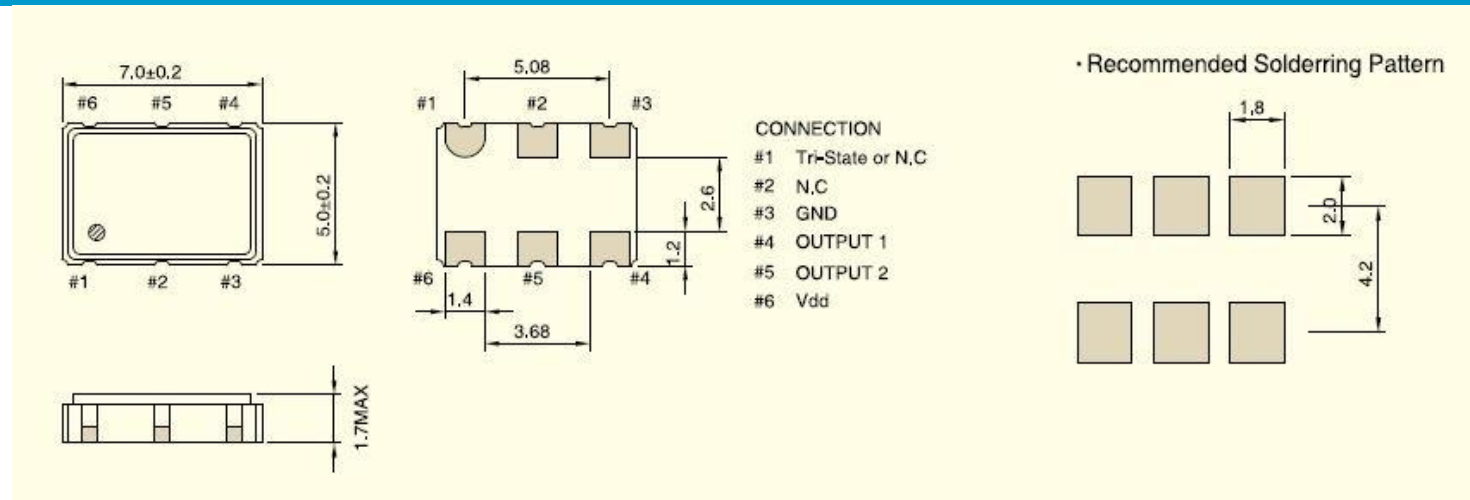 7.0±0.2
#6 #5 #4
5.0±0.2
#1 #2 #3
1.7MAX
5.08
#1 #2 #3
2.6
1.2
#6 #5 #4
1.4
3.68
CONNECTION
#1 Tri-State or N.C
#2 N.C
#3 GND
#4 OUTPUT 1
#5 OUTPUT 2
#6 Vdd
· Recommended Solderring Pattern
1.8
2.0
4.2